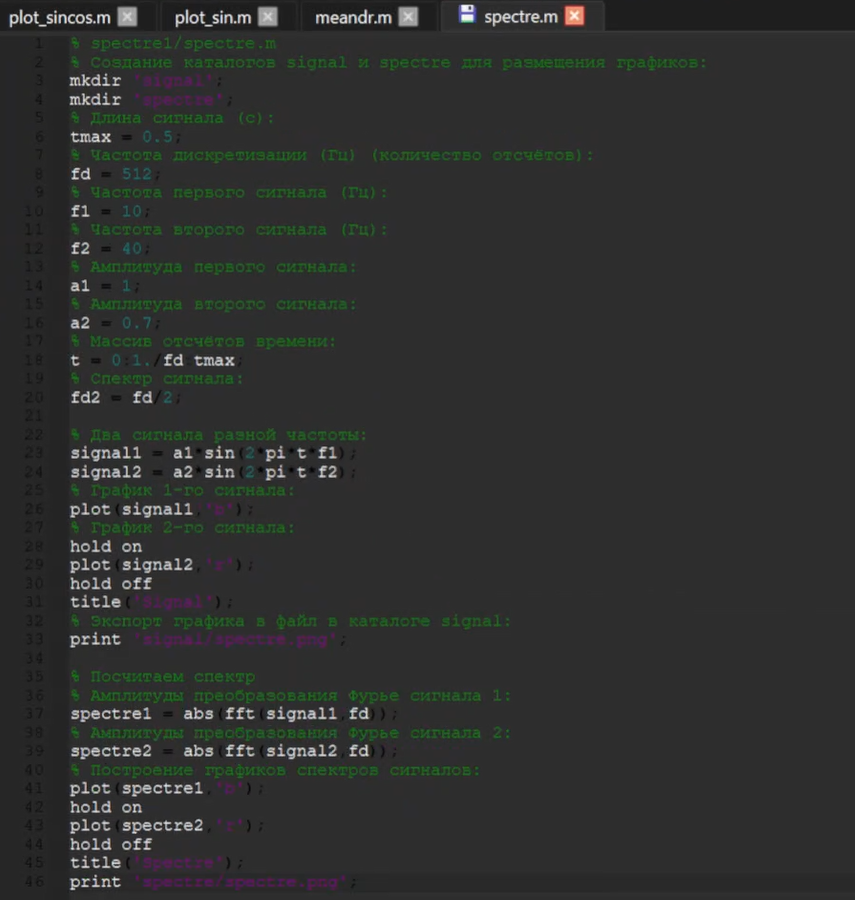 plot_sincos.m plot_sin.m meandr.m spectre.m
1 % spectre1/spectre.m
2 % Создание каталогов signal и spectre для размещения графиков:
3 mkdir 'signal';
4 mkdir 'spectre';
5 % Длина сигнала (с):
6 tmax = 0.5;
7 % Частота дискретизации (Гц) (количество отсчётов):
8 fd = 512;
9 % Частота первого сигнала (Гц):
10 f1 = 10;
11 % Частота второго сигнала (Гц):
12 f2 = 40;
13 % Амплитуда первого сигнала:
14 a1 = 1;
15 % Амплитуда второго сигнала:
16 a2 = 0.7;
17 % Массив отсчётов времени:
18 t = 0:1./fd:tmax;
19 % Спектр сигнала:
20 fd2 = fd/2;
21
22 % Два сигнала разной частоты:
23 signal1 = a1*sin(2*pi*t*f1);
24 signal2 = a2*sin(2*pi*t*f2);
25 % График 1-го сигнала:
26 plot(signal1,'b');
27 % График 2-го сигнала:
28 hold on
29 plot(signal2,'r');
30 hold off
31 title('Signal');
32 % Экспорт графика в файл в каталоге signal:
33 print 'signal/spectre.png';
34
35 % Посчитаем спектр
36 % Амплитуды преобразования Фурье сигнала 1:
37 spectre1 = abs(fft(signal1,fd));
38 % Амплитуды преобразования Фурье сигнала 2:
39 spectre2 = abs(fft(signal2,fd));
40 % Построение графиков спектров сигналов:
41 plot(spectre1,'b');
42 hold on
43 plot(spectre2,'r');
44 hold off
45 title('Spectre');
46 print 'spectre/spectre.png';